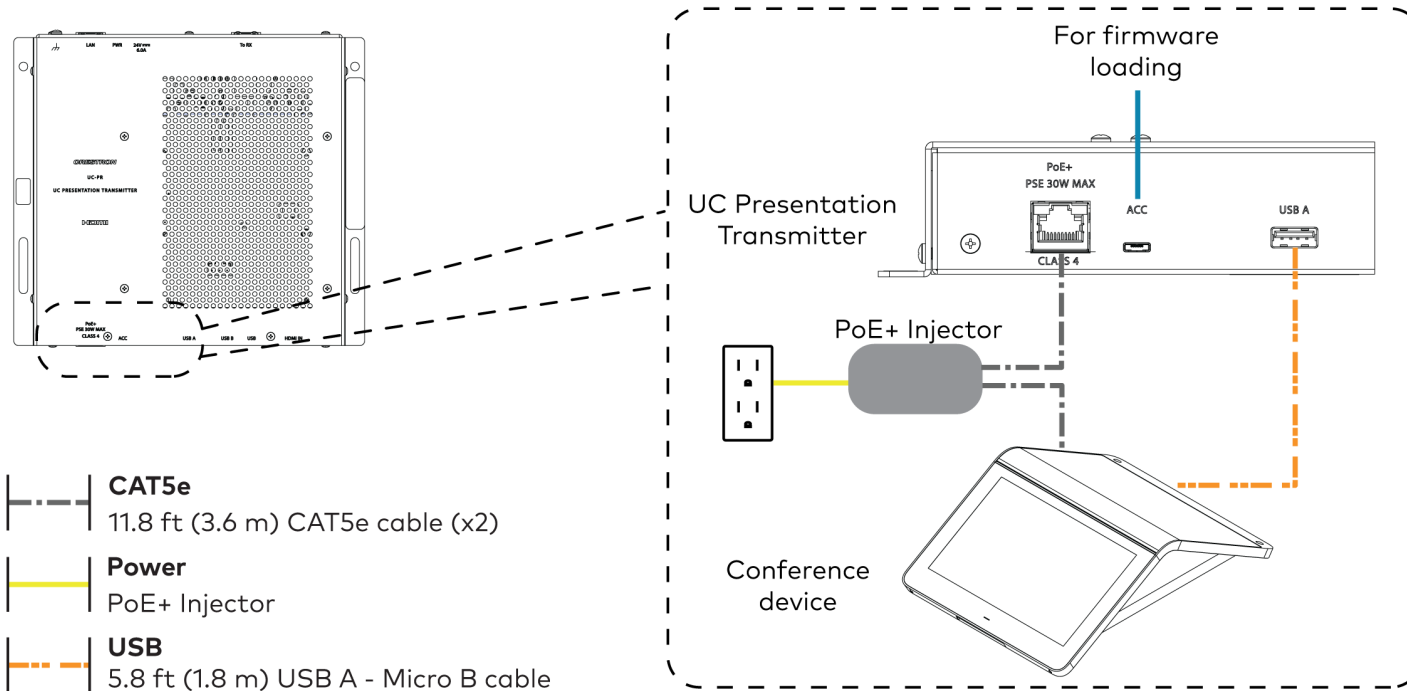 LAN PWR 24V 6.0A To RX
CRESTRON
UC-PR
UC PRESENTATION TRANSMITTER
HDMI
PoE+
PSE 30W MAX
CLASS 4 ACC USB A USB B USB HDMI IN
For firmware
loading
PoE+
PSE 30W MAX
ACC
USB A
CLASS 4
UC Presentation
Transmitter
PoE+ Injector
Conference
device
CAT5e
11.8 ft (3.6 m) CAT5e cable (x2)
Power
PoE+ Injector
USB
5.8 ft (1.8 m) USB A - Micro B cable